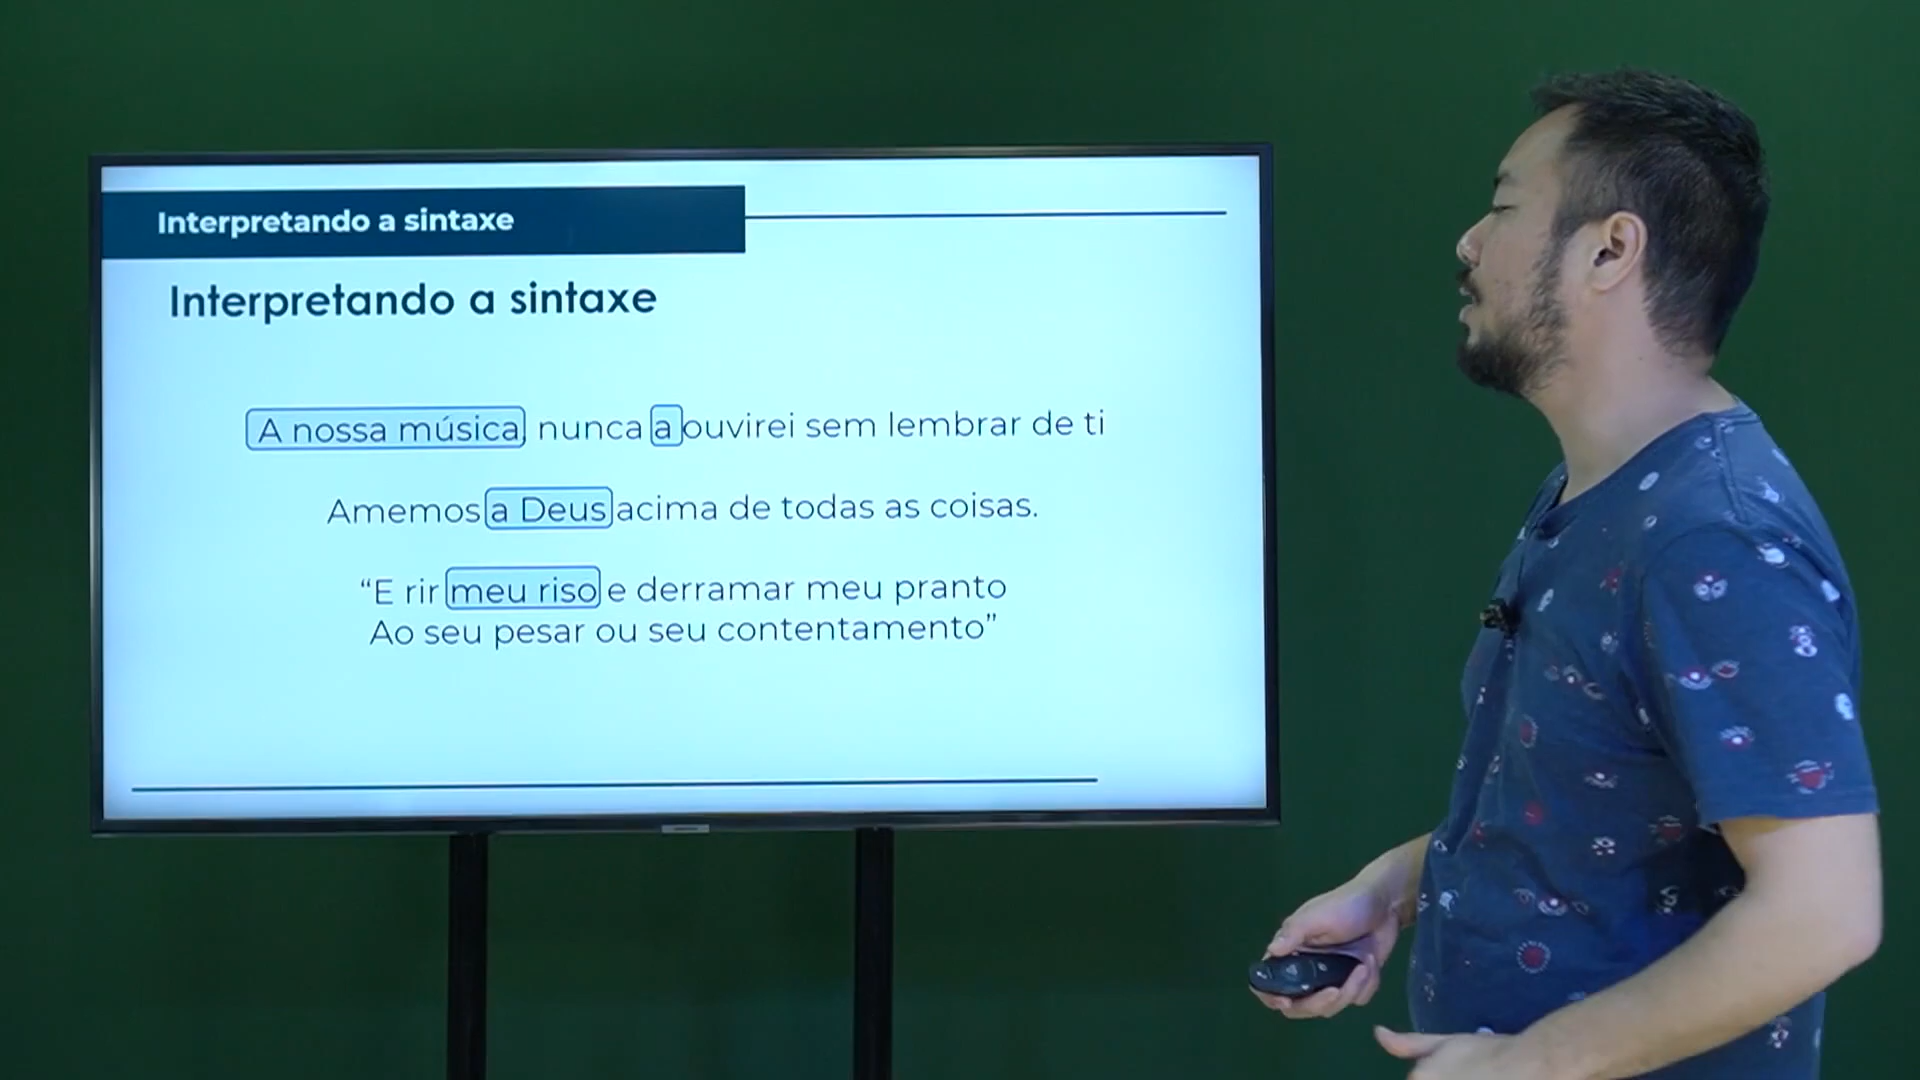 Interpretando a sintaxe
Interpretando a sintaxe
A nossa música, nunca a ouvirei sem lembrar de ti
Amemos a Deus acima de todas as coisas.
“E rir meu riso e derramar meu pranto
Ao seu pesar ou seu contentamento”